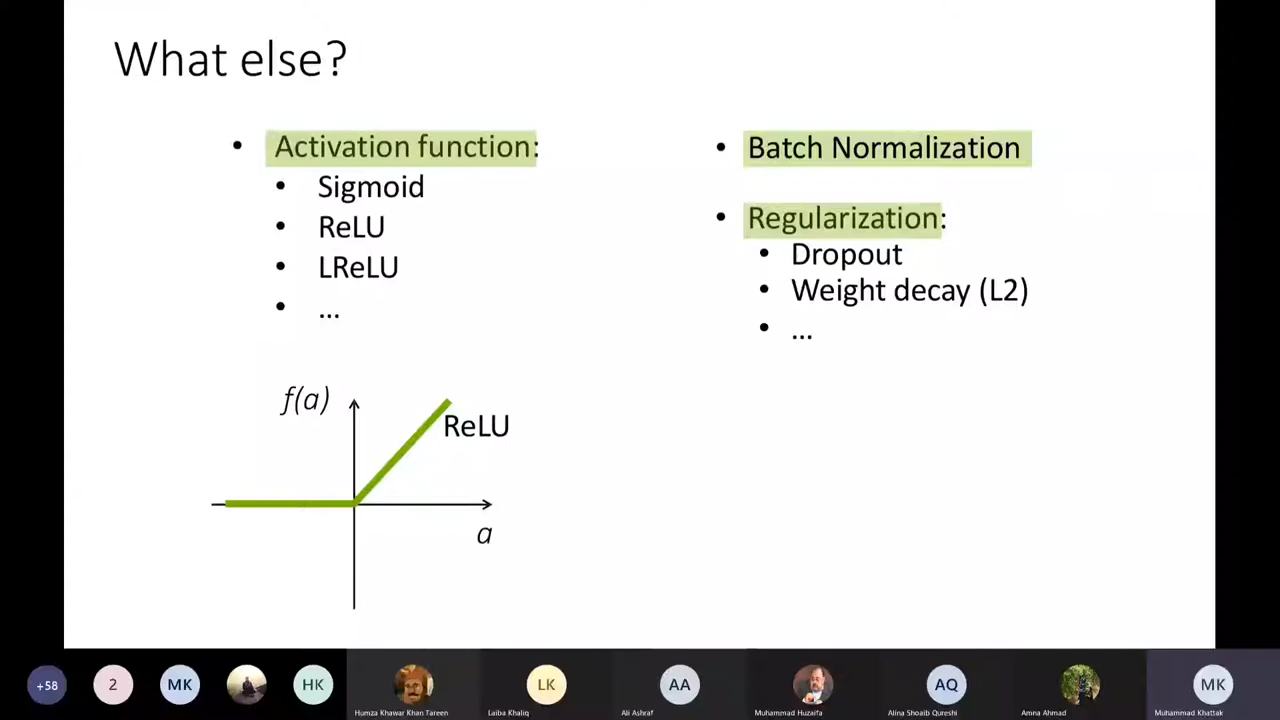 What else?
• Activation function:
• Sigmoid
• ReLU
• LReLU
• ...
• Batch Normalization
• Regularization:
• Dropout
• Weight decay (L2)
• ...
f(a)
ReLU
a
+58
2
MK
HK
LK
AA
AQ
MK
Humza Khawar Khan Tareen
Laiba Khaliq
Ali Ashraf
Muhammad Huzaifa
Alina Shoaib Qureshi
Amna Ahmad
Muhammad Khattak